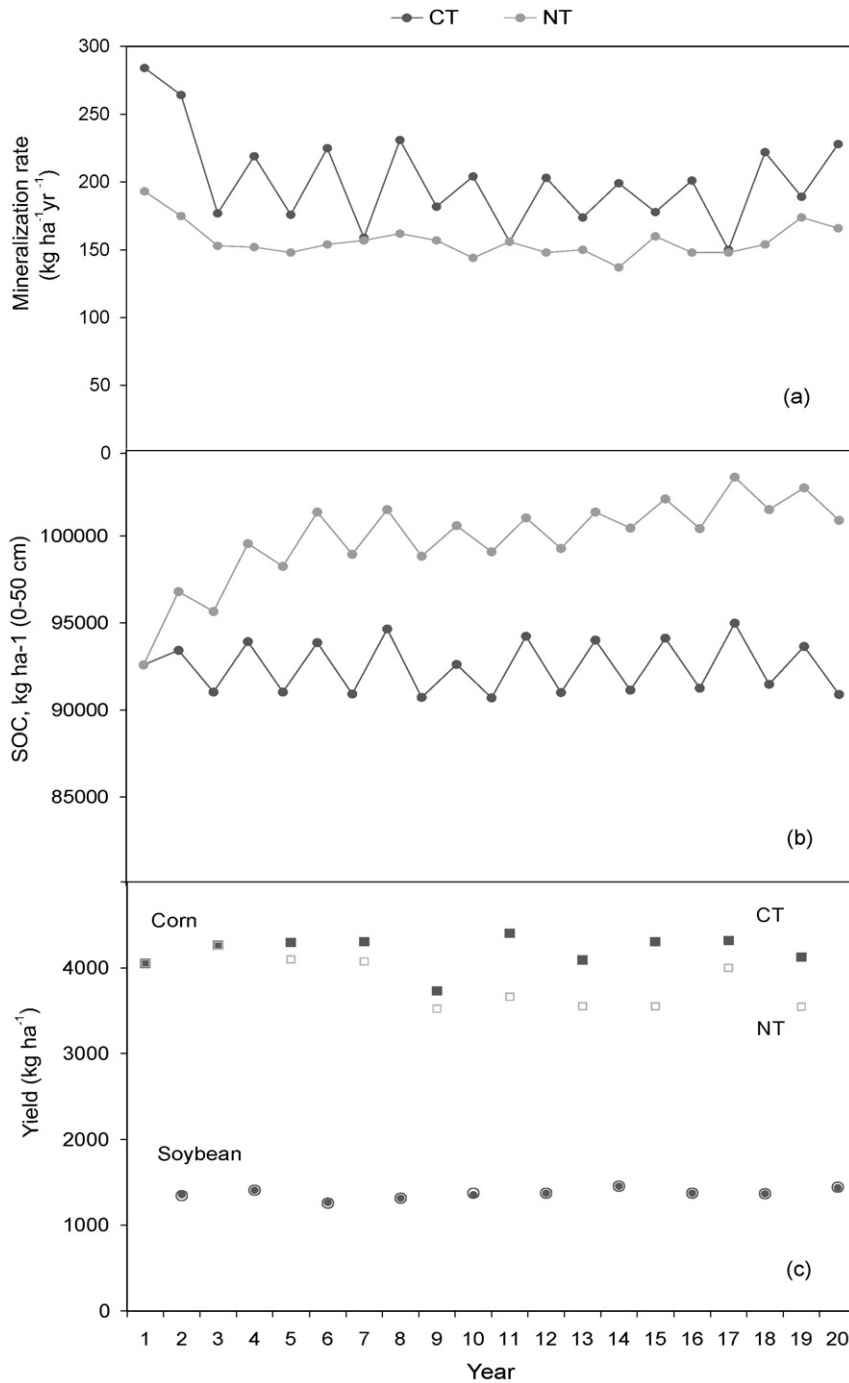 CT NT
300
250
200
150
100
50
0
Mineralization rate
(kg ha⁻¹yr ⁻¹)
(a)
100000
95000
90000
85000
SOC, kg ha-1 (0-50 cm)
(b)
Corn
CT
NT
Soybean
4000
3000
2000
1000
0
Yield (kg ha⁻¹)
(c)
1 2 3 4 5 6 7 8 9 10 11 12 13 14 15 16 17 18 19 20
Year